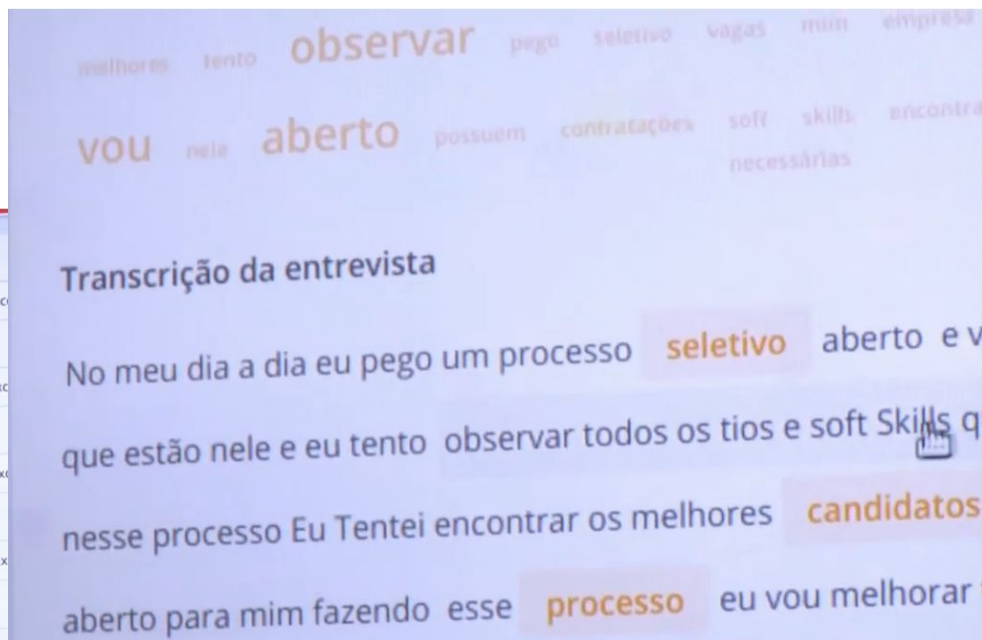 melhores tento observar pego seletivo vagas mim empresa
vou nele aberto possuem contratações soft skills encontra
necessárias
Transcrição da entrevista
No meu dia a dia eu pego um processo seletivo aberto e v
que estão nele e eu tento observar todos os tios e soft Skills q
nesse processo Eu Tentei encontrar os melhores candidatos
aberto para mim fazendo esse processo eu vou melhorar